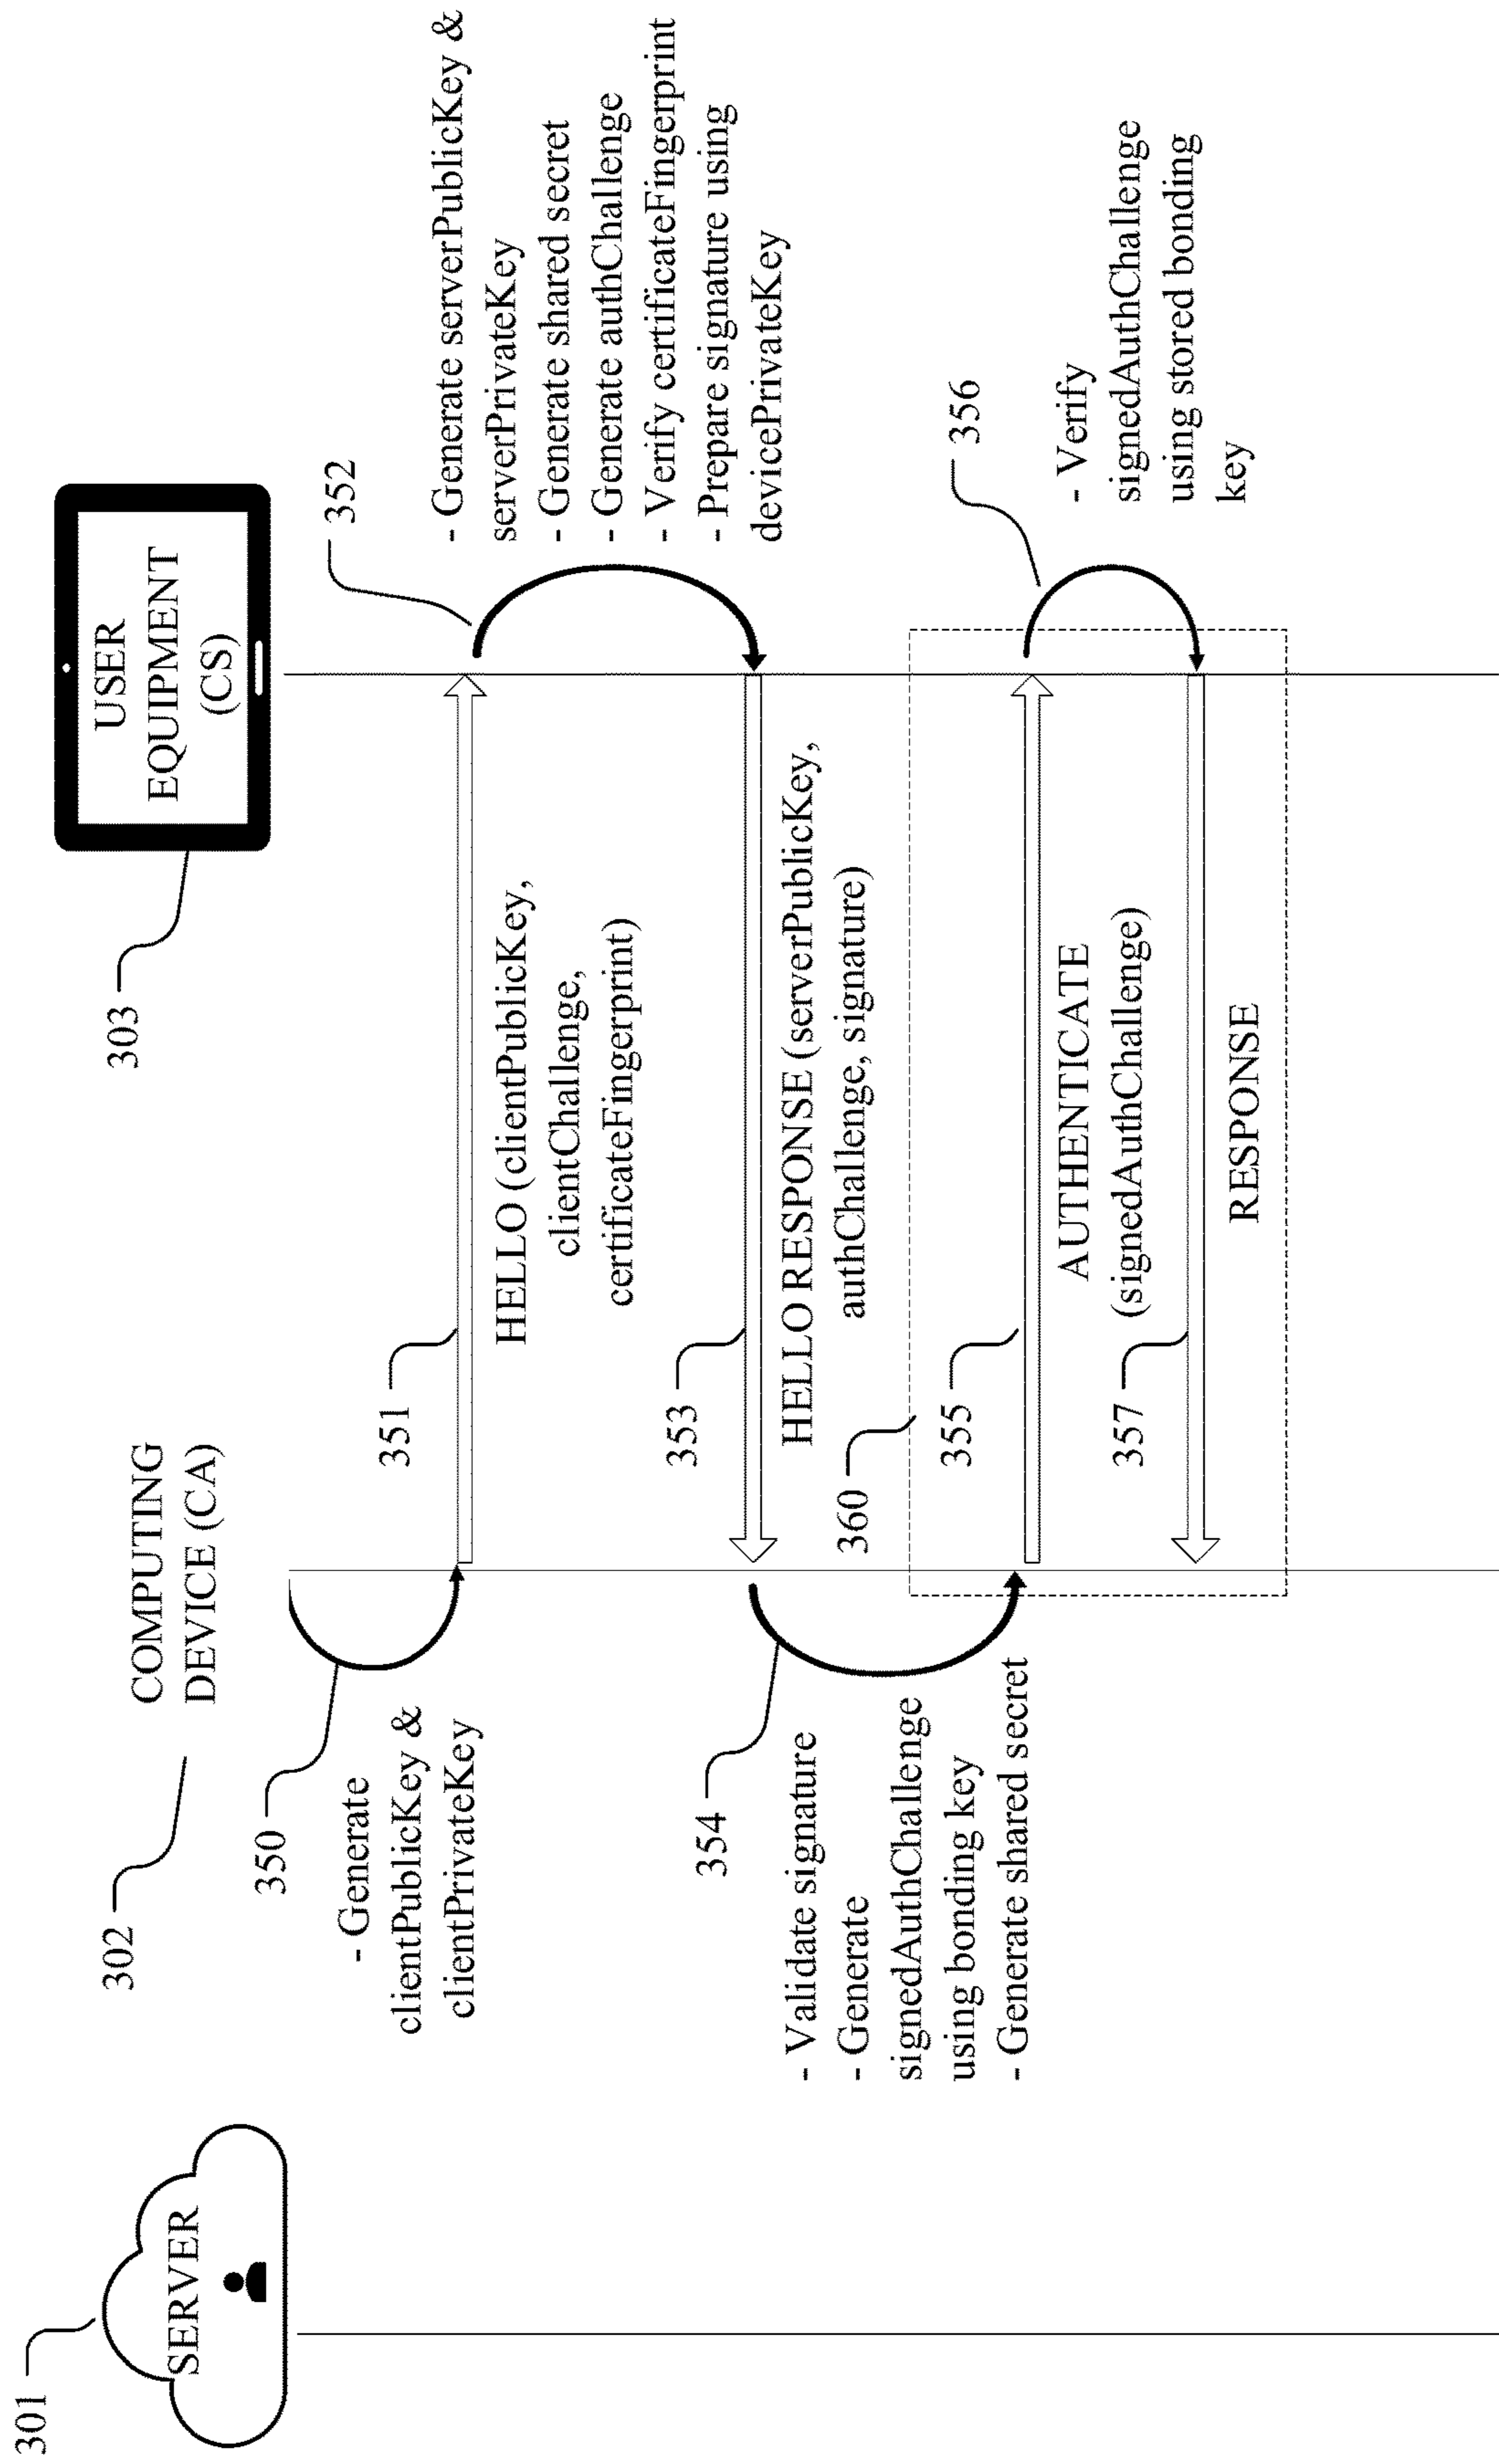 301
SERVER
302
COMPUTING
DEVICE (CA)
303
USER
EQUIPMENT
(CS)
350
- Generate
clientPublicKey &
clientPrivateKey
351
HELLO (clientPublicKey,
clientChallenge,
certificateFingerprint)
352
- Generate serverPublicKey &
serverPrivateKey
- Generate shared secret
- Generate authChallenge
- Verify certificateFingerprint
- Prepare signature using
devicePrivateKey
353
HELLO RESPONSE (serverPublicKey,
authChallenge, signature)
354
- Validate signature
- Generate
signedAuthChallenge
using bonding key
- Generate shared secret
360
355
AUTHENTICATE
(signedAuthChallenge)
356
- Verify
signedAuthChallenge
using stored bonding
key
357
RESPONSE